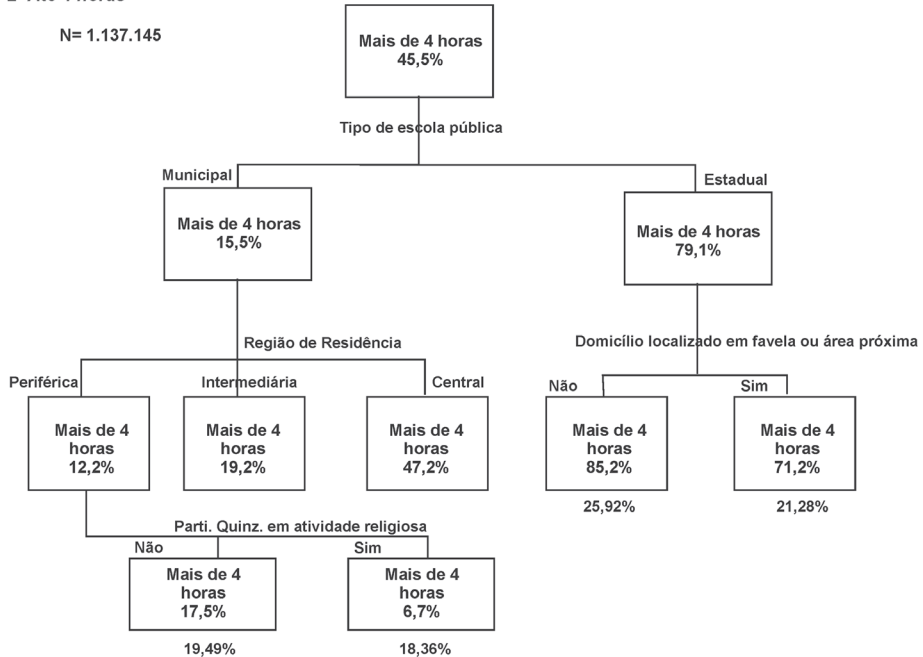 N= 1.137.145
Mais de 4 horas
45,5%
Tipo de escola pública
Municipal
Estadual
Mais de 4 horas
15,5%
Mais de 4 horas
79,1%
Região de Residência
Domicílio localizado em favela ou área próxima
Periférica
Intermediária
Central
Não
Sim
Mais de 4
horas
12,2%
Mais de 4
horas
19,2%
Mais de 4
horas
47,2%
Mais de 4
horas
85,2%
Mais de 4
horas
71,2%
25,92%
21,28%
Parti. Quinz. em atividade religiosa
Não
Sim
Mais de 4
horas
17,5%
Mais de 4
horas
6,7%
19,49%
18,36%